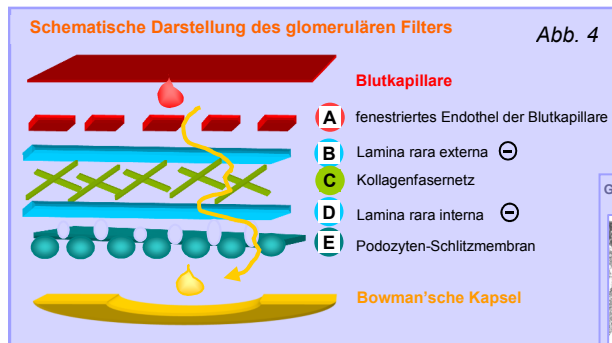 Schematische Darstellung des glomerulären Filters
Abb. 4
Blutkapillare
A fenestriertes Endothel der Blutkapillare
B Lamina rara externa ⊖
C Kollagenfasernetz
D Lamina rara interna ⊖
E Podozyten-Schlitzmembran
Bowman'sche Kapsel
G